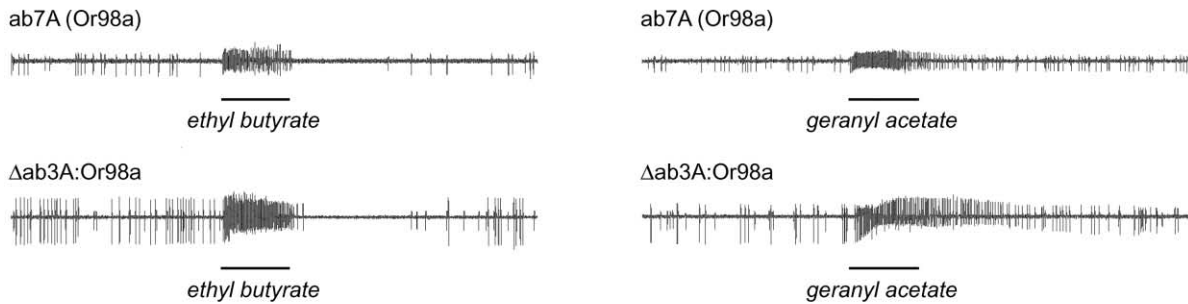 ab7A (Or98a)
ethyl butyrate
ab7A (Or98a)
geranyl acetate
Δab3A:Or98a
ethyl butyrate
Δab3A:Or98a
geranyl acetate